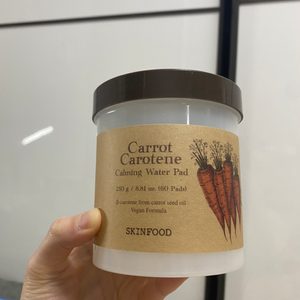 Carrot
Carotene
Calming Water Pad
250 g / 8.81 oz. (60 Pads)
β-carotene from carrot seed oil
Vegan Formula
SKINFOOD